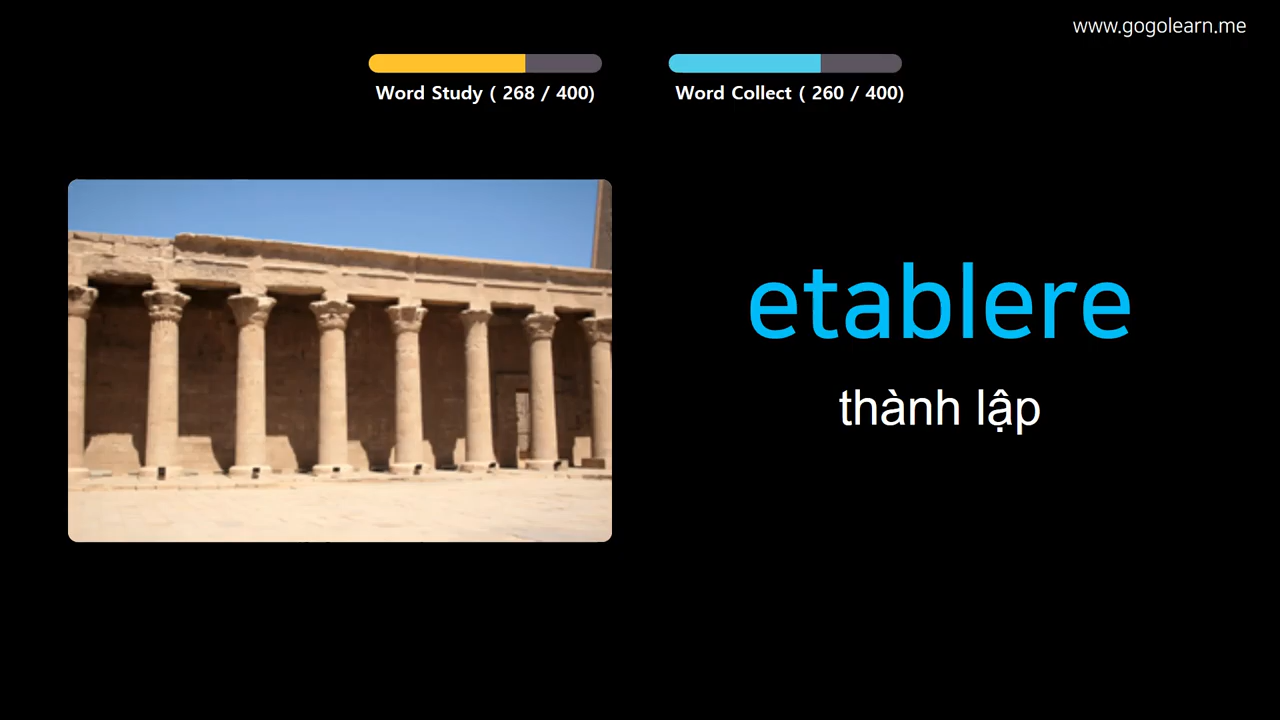 www.gogolearn.me
Word Study ( 268 / 400)
Word Collect ( 260 / 400)
etablere
thành lập